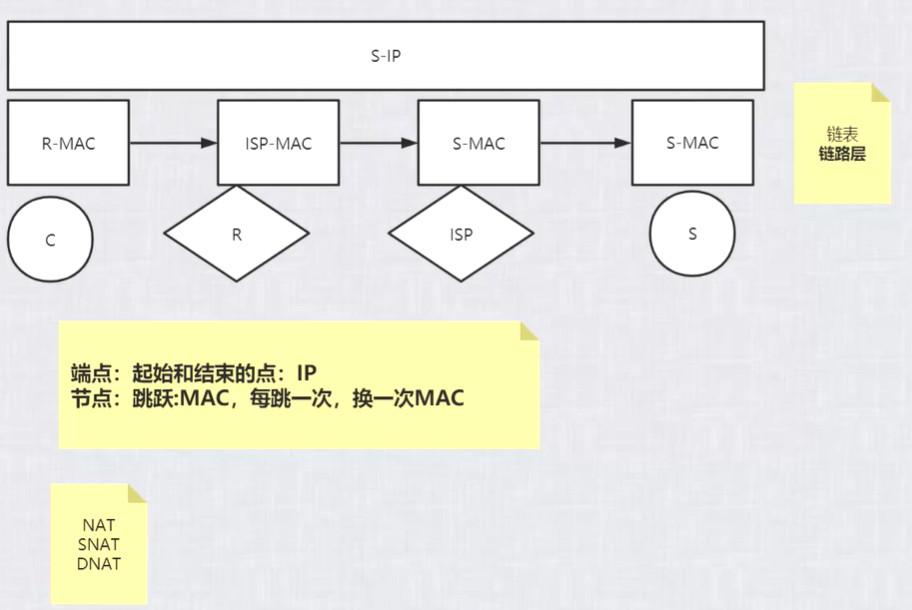 S-IP
R-MAC
ISP-MAC
S-MAC
S-MAC
链表
链路层
C
R
ISP
S
端点：起始和结束的点：IP
节点：跳跃:MAC，每跳一次，换一次MAC
NAT
SNAT
DNAT